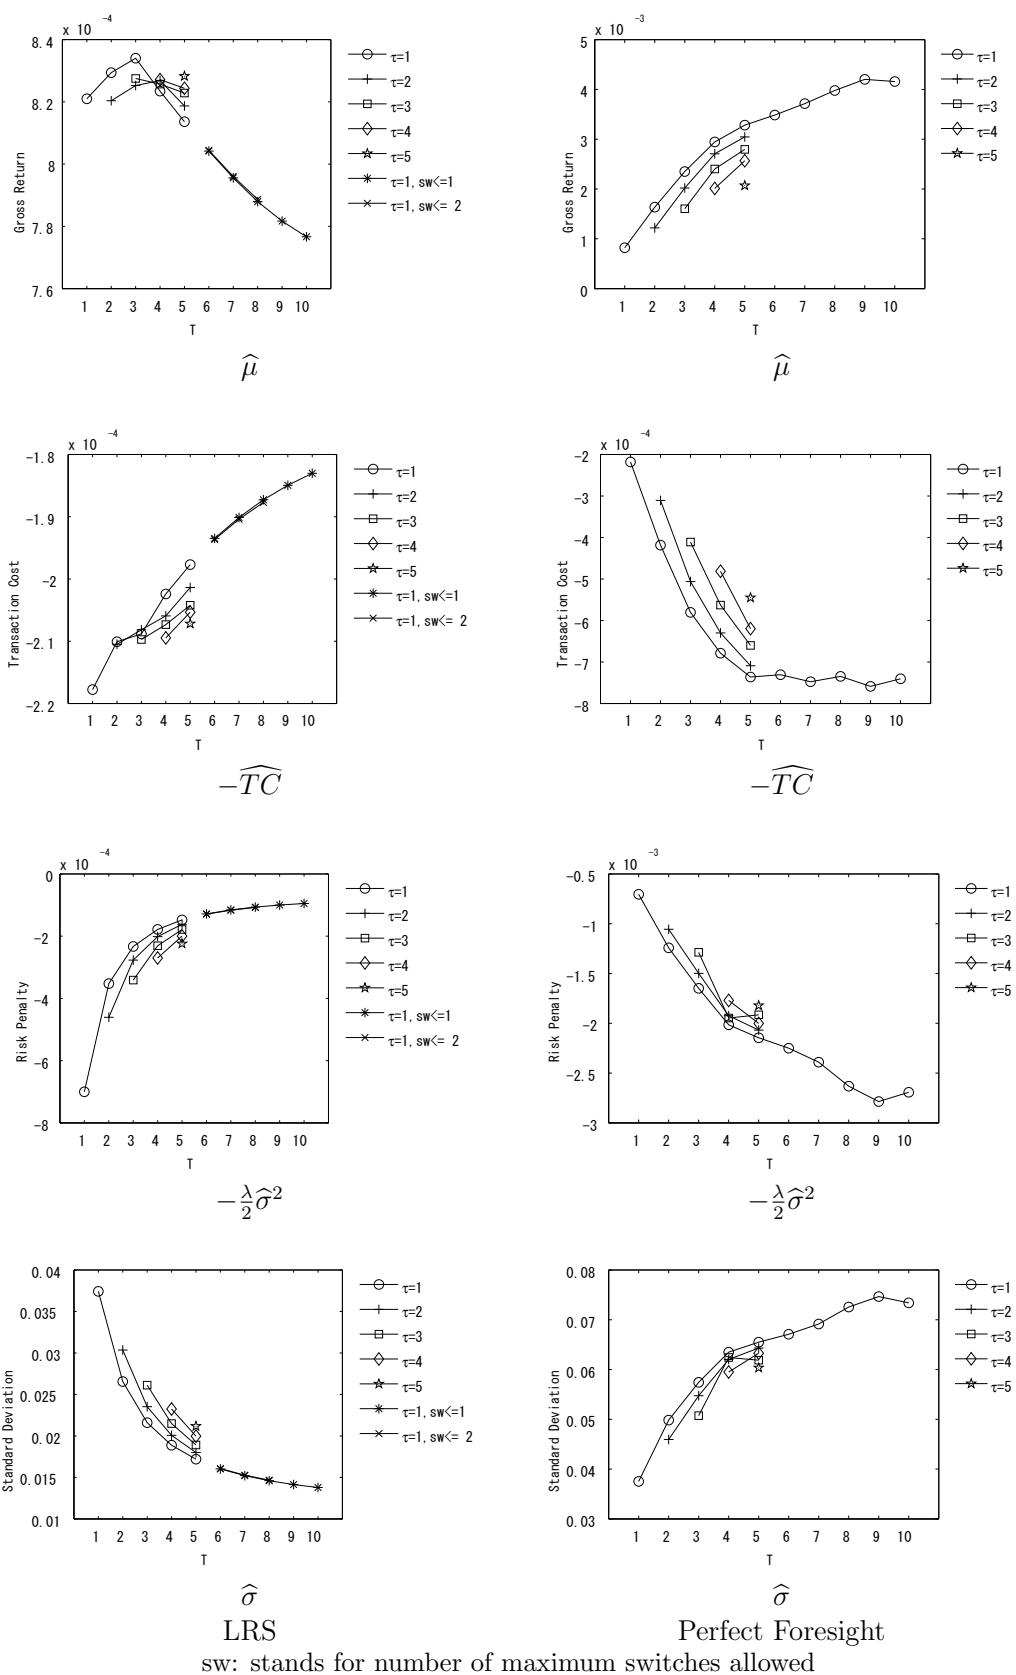 x 10 -4
8.4
8.2
8
7.8
7.6
Gross Return
1 2 3 4 5 6 7 8 9 10
T
τ=1
τ=2
τ=3
τ=4
τ=5
τ=1, sw<=1
τ=1, sw<= 2
μ̂
x 10 -3
5
4
3
2
1
0
Gross Return
1 2 3 4 5 6 7 8 9 10
T
τ=1
τ=2
τ=3
τ=4
τ=5
μ̂
x 10 -4
-1.8
-1.9
-2
-2.1
-2.2
Transaction Cost
1 2 3 4 5 6 7 8 9 10
T
τ=1
τ=2
τ=3
τ=4
τ=5
τ=1, sw<=1
τ=1, sw<= 2
−T̂C
x 10 -4
-2
-3
-4
-5
-6
-7
-8
Transaction Cost
1 2 3 4 5 6 7 8 9 10
T
τ=1
τ=2
τ=3
τ=4
τ=5
−T̂C
x 10 -4
0
-2
-4
-6
-8
Risk Penalty
1 2 3 4 5 6 7 8 9 10
T
τ=1
τ=2
τ=3
τ=4
τ=5
τ=1, sw<=1
τ=1, sw<= 2
−λ/2 σ̂²
x 10 -3
-0.5
-1
-1.5
-2
-2.5
-3
Risk Penalty
1 2 3 4 5 6 7 8 9 10
T
τ=1
τ=2
τ=3
τ=4
τ=5
−λ/2 σ̂²
0.04
0.035
0.03
0.025
0.02
0.015
0.01
Standard Deviation
1 2 3 4 5 6 7 8 9 10
T
τ=1
τ=2
τ=3
τ=4
τ=5
τ=1, sw<=1
τ=1, sw<= 2
σ̂
LRS
0.08
0.07
0.06
0.05
0.04
0.03
Standard Deviation
1 2 3 4 5 6 7 8 9 10
T
τ=1
τ=2
τ=3
τ=4
τ=5
σ̂
Perfect Foresight
sw: stands for number of maximum switches allowed